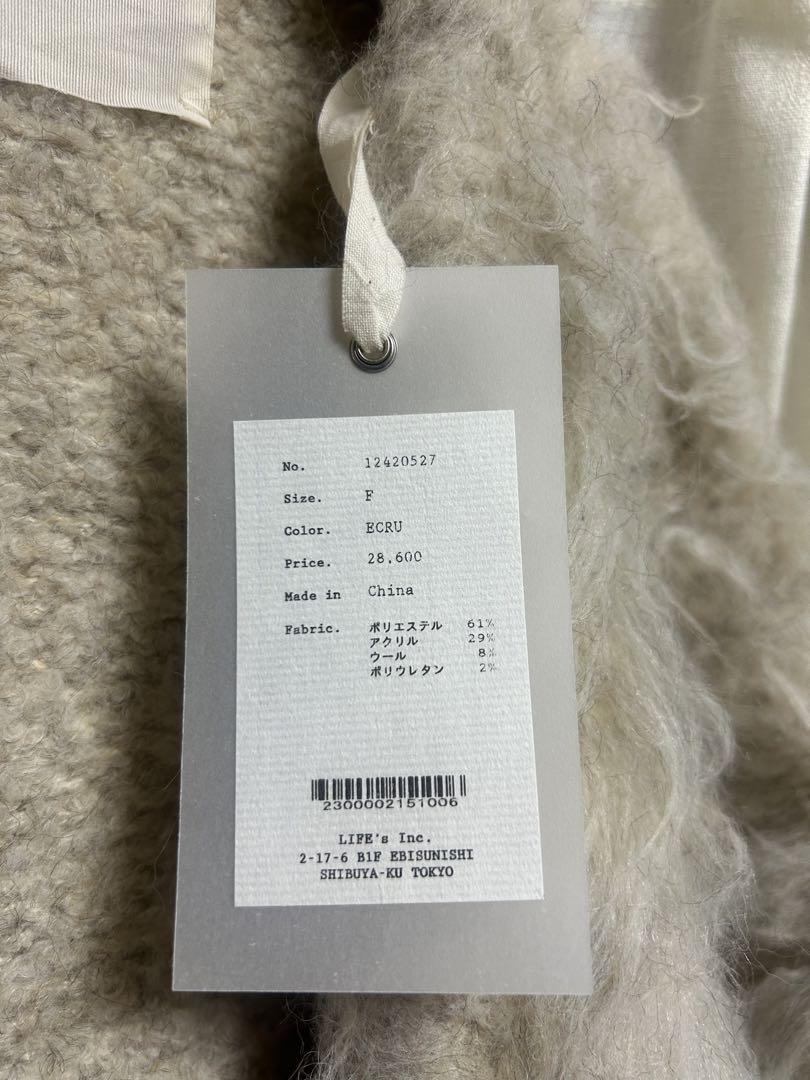 No. 12420527
Size. F
Color. ECRU
Price. 28,600
Made in China
Fabric. ポリエステル 61%
アクリル 29%
ウール 8%
ポリウレタン 2%
2300002151006
LIFE's Inc.
2-17-6 B1F EBISUNISHI
SHIBUYA-KU TOKYO